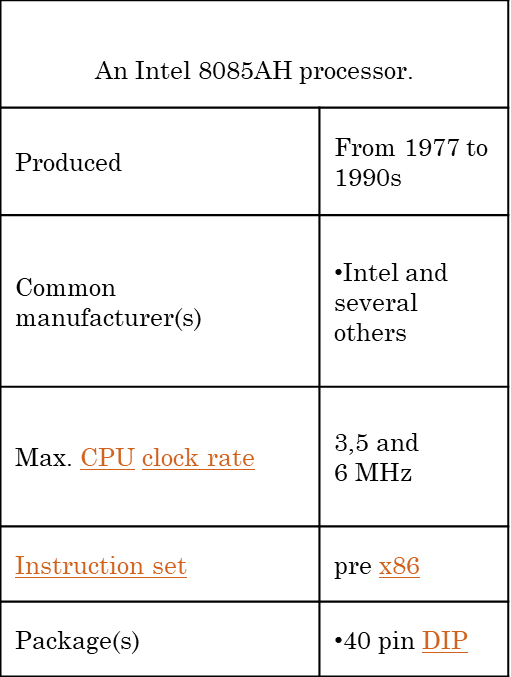 An Intel 8085AH processor.
Produced
From 1977 to
1990s
Common
manufacturer(s)
•Intel and
several
others
Max. CPU clock rate
3,5 and
6 MHz
Instruction set
pre x86
Package(s)
•40 pin DIP